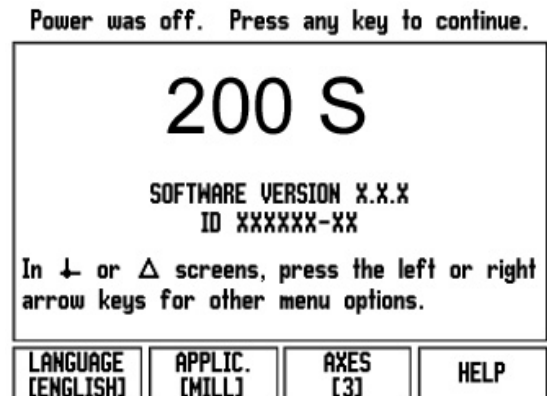 Power was off. Press any key to continue.
200 S
SOFTWARE VERSION X.X.X
ID XXXXXX-XX
In ⸸ or Δ screens, press the left or right
arrow keys for other menu options.
LANGUAGE APPLIC. AXES HELP
[ENGLISH] [MILL] [3]